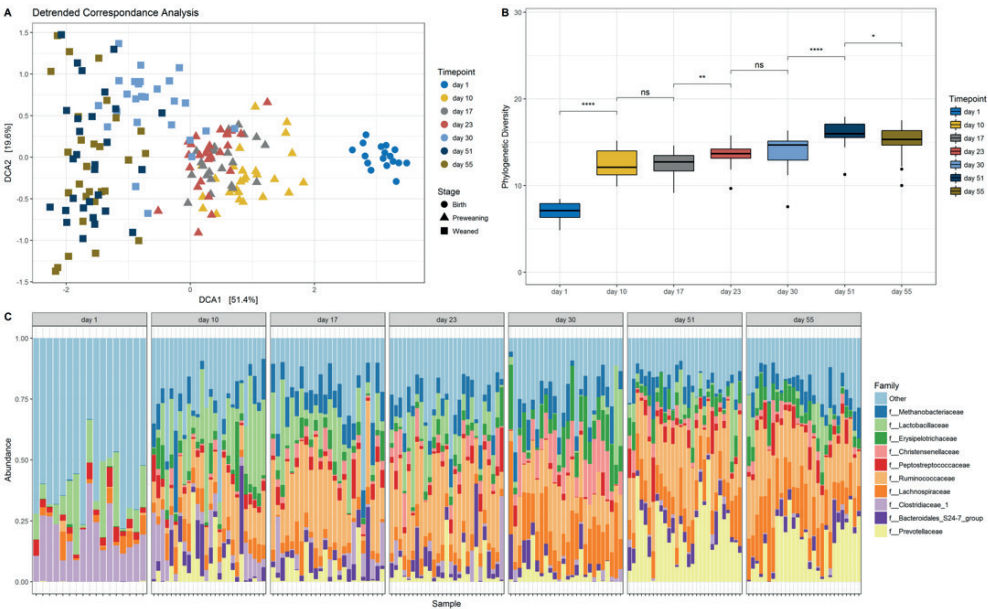 A
Detrended Correspondance Analysis
1.5
1.0
0.5
0.0
-0.5
-1.0
-1.5
DCA2 [19.6%]
-2
0
2
DCA1 [51.4%]
Timepoint
day 1
day 10
day 17
day 23
day 30
day 51
day 55
Stage
Birth
Preweaning
Weaned
B
30
20
10
0
Phylogenetic Diversity
****
ns
**
ns
****
*
day 1
day 10
day 17
day 23
day 30
day 51
day 55
Timepoint
day 1
day 10
day 17
day 23
day 30
day 51
day 55
C
day 1
day 10
day 17
day 23
day 30
day 51
day 55
1.00
0.75
0.50
0.25
0.00
Abundance
Sample
Family
Other
f__Methanobacteriaceae
f__Lactobacillaceae
f__Erysipelotrichaceae
f__Christensenellaceae
f__Peptostreptococcaceae
f__Ruminococcaceae
f__Lachnospiraceae
f__Clostridiaceae_1
f__Bacteroidales_S24-7_group
f__Prevotellaceae